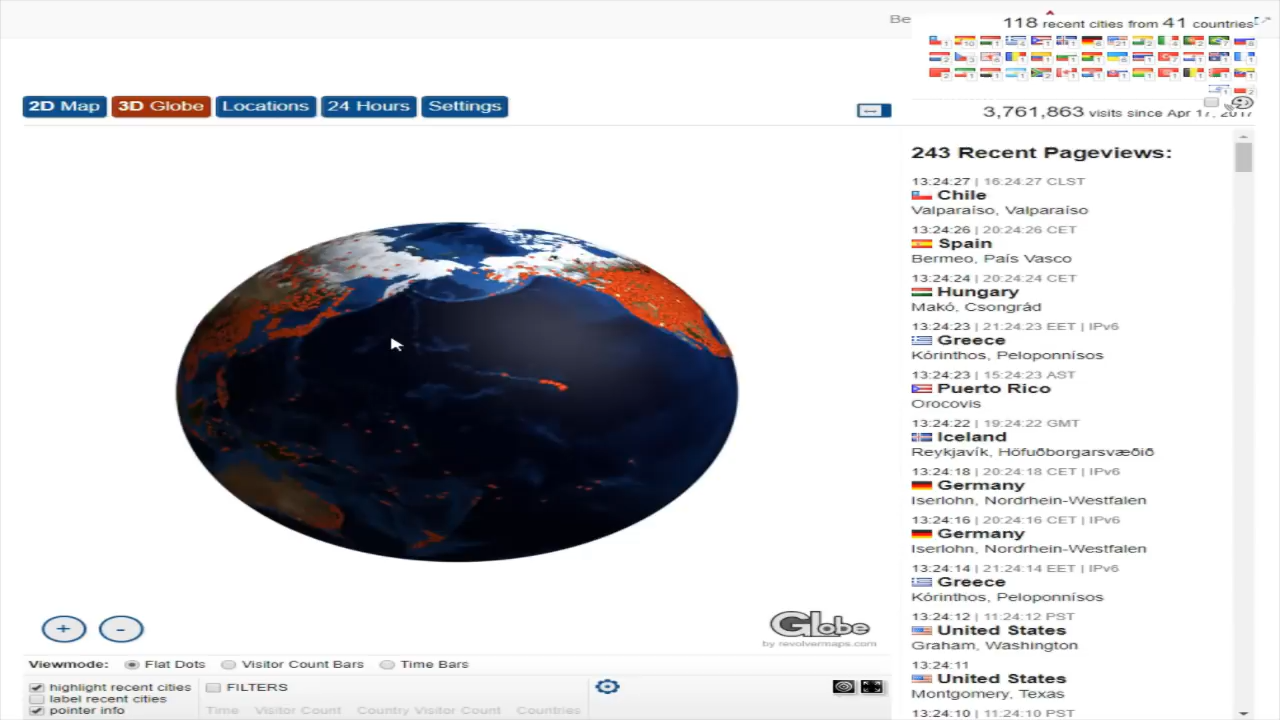 Be
118 recent cities from 41 countries
2D Map 3D Globe Locations 24 Hours Settings
3,761,863 visits since Apr 17, 2017
243 Recent Pageviews:
13:24:27 | 16:24:27 CLST
Chile
Valparaíso, Valparaíso
13:24:26 | 20:24:26 CET
Spain
Bermeo, País Vasco
13:24:24 | 20:24:24 CET
Hungary
Makó, Csongrád
13:24:23 | 21:24:23 EET | IPv6
Greece
Kórinthos, Peloponnísos
13:24:23 | 15:24:23 AST
Puerto Rico
Orocovis
13:24:22 | 19:24:22 GMT
Iceland
Reykjavík, Höfuðborgarsvæðið
13:24:18 | 20:24:18 CET | IPv6
Germany
Iserlohn, Nordrhein-Westfalen
13:24:16 | 20:24:16 CET | IPv6
Germany
Iserlohn, Nordrhein-Westfalen
13:24:14 | 21:24:14 EET | IPv6
Greece
Kórinthos, Peloponnísos
13:24:12 | 11:24:12 PST
United States
Graham, Washington
13:24:11
United States
Montgomery, Texas
13:24:10 | 11:24:10 PST
+ -
Globe
by revolvermaps.com
Viewmode: Flat Dots Visitor Count Bars Time Bars
highlight recent cities
label recent cities
pointer info
FILTERS
Time Visitor Count Country Visitor Count Countries